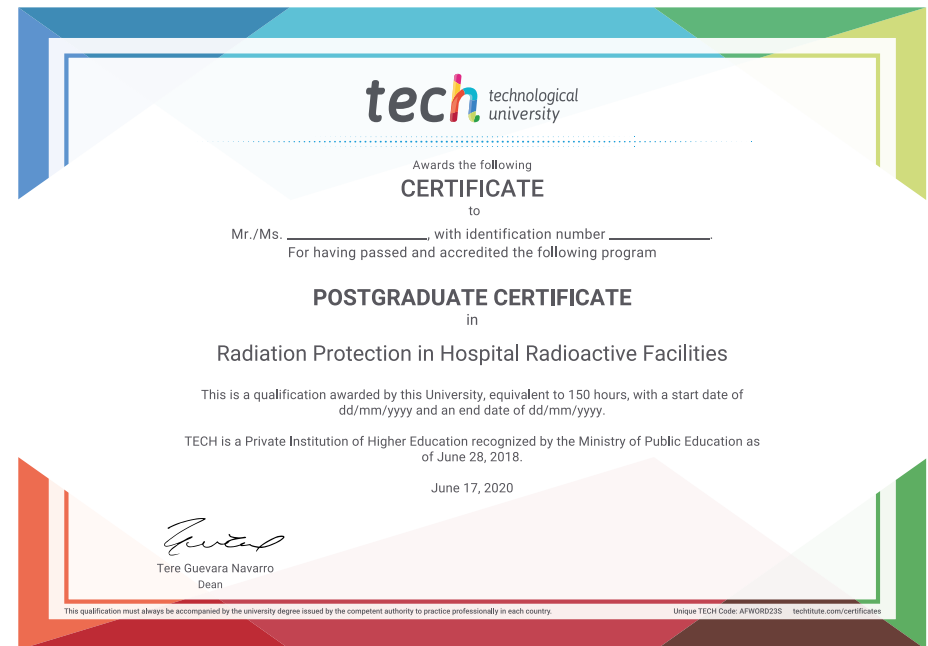 tech technological
university
Awards the following
CERTIFICATE
to
Mr./Ms. ____________________, with identification number ______________.
For having passed and accredited the following program
POSTGRADUATE CERTIFICATE
in
Radiation Protection in Hospital Radioactive Facilities
This is a qualification awarded by this University, equivalent to 150 hours, with a start date of
dd/mm/yyyy and an end date of dd/mm/yyyy.
TECH is a Private Institution of Higher Education recognized by the Ministry of Public Education as
of June 28, 2018.
June 17, 2020
Tere Guevara Navarro
Dean
This qualification must always be accompanied by the university degree issued by the competent authority to practice professionally in each country.
Unique TECH Code: AFWORD23S techtitute.com/certificates